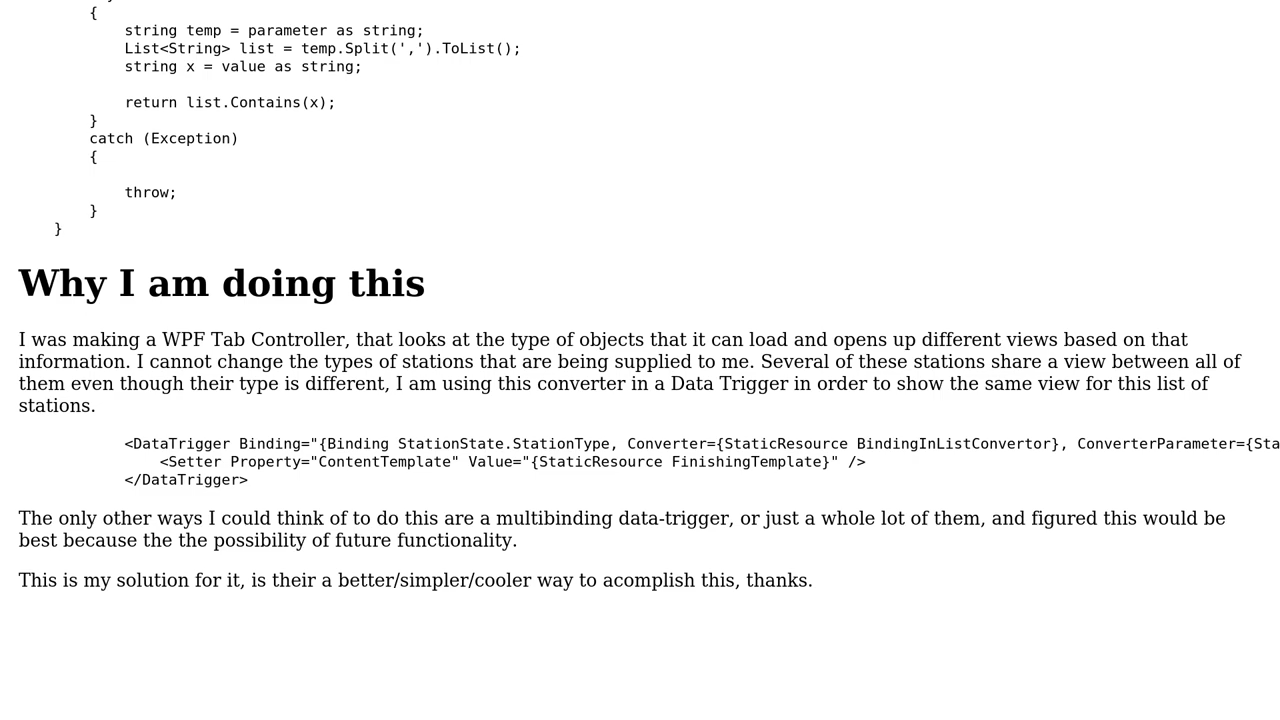 {
string temp = parameter as string;
List<String> list = temp.Split(',').ToList();
string x = value as string;
return list.Contains(x);
}
catch (Exception)
{
throw;
}
}
Why I am doing this
I was making a WPF Tab Controller, that looks at the type of objects that it can load and opens up different views based on that
information. I cannot change the types of stations that are being supplied to me. Several of these stations share a view between all of
them even though their type is different, I am using this converter in a Data Trigger in order to show the same view for this list of
stations.
<DataTrigger Binding="{Binding StationState.StationType, Converter={StaticResource BindingInListConvertor}, ConverterParameter={Sta
<Setter Property="ContentTemplate" Value="{StaticResource FinishingTemplate}" />
</DataTrigger>
The only other ways I could think of to do this are a multibinding data-trigger, or just a whole lot of them, and figured this would be
best because the the possibility of future functionality.
This is my solution for it, is their a better/simpler/cooler way to acomplish this, thanks.